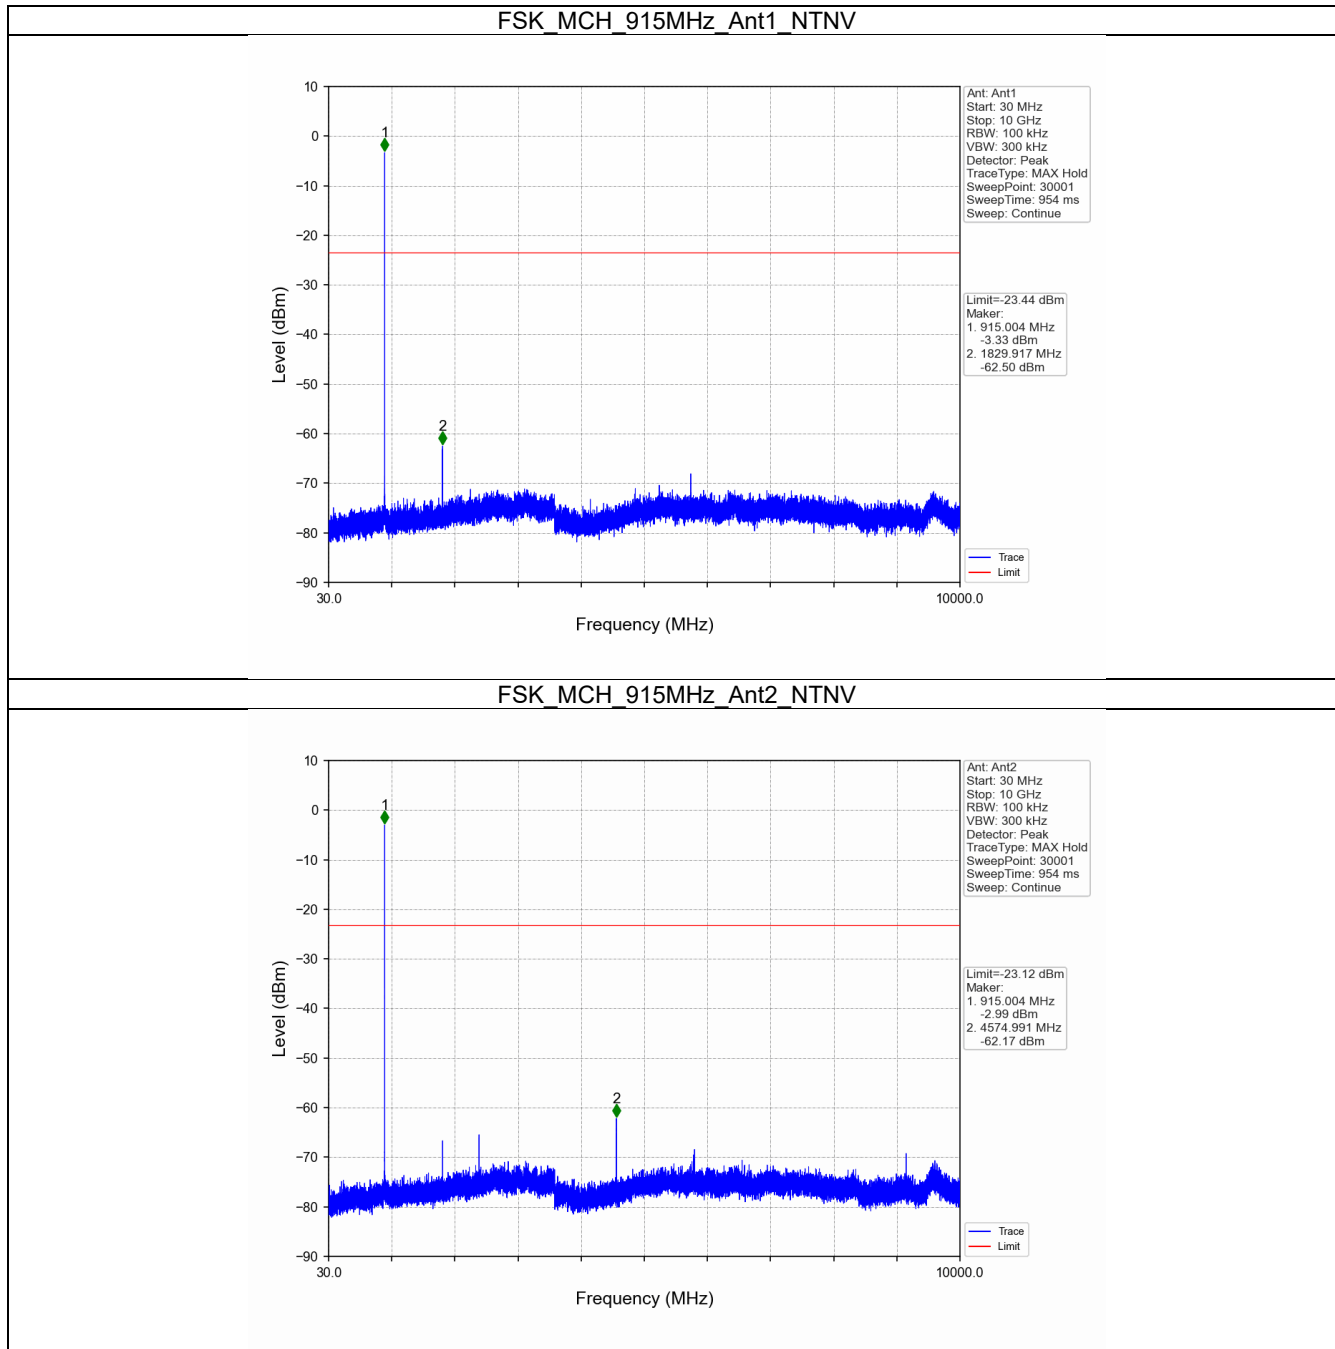 FSK_MCH_915MHz_Ant1_NTNV
10
0
−10
−20
−30
−40
−50
−60
−70
−80
−90
Level (dBm)
1
2
30.0
10000.0
Frequency (MHz)
Ant: Ant1
Start: 30 MHz
Stop: 10 GHz
RBW: 100 kHz
VBW: 300 kHz
Detector: Peak
TraceType: MAX Hold
SweepPoint: 30001
SweepTime: 954 ms
Sweep: Continue
Limit=-23.44 dBm
Maker:
1. 915.004 MHz
-3.33 dBm
2. 1829.917 MHz
-62.50 dBm
Trace
Limit
FSK_MCH_915MHz_Ant2_NTNV
10
0
−10
−20
−30
−40
−50
−60
−70
−80
−90
Level (dBm)
1
2
30.0
10000.0
Frequency (MHz)
Ant: Ant2
Start: 30 MHz
Stop: 10 GHz
RBW: 100 kHz
VBW: 300 kHz
Detector: Peak
TraceType: MAX Hold
SweepPoint: 30001
SweepTime: 954 ms
Sweep: Continue
Limit=-23.12 dBm
Maker:
1. 915.004 MHz
-2.99 dBm
2. 4574.991 MHz
-62.17 dBm
Trace
Limit